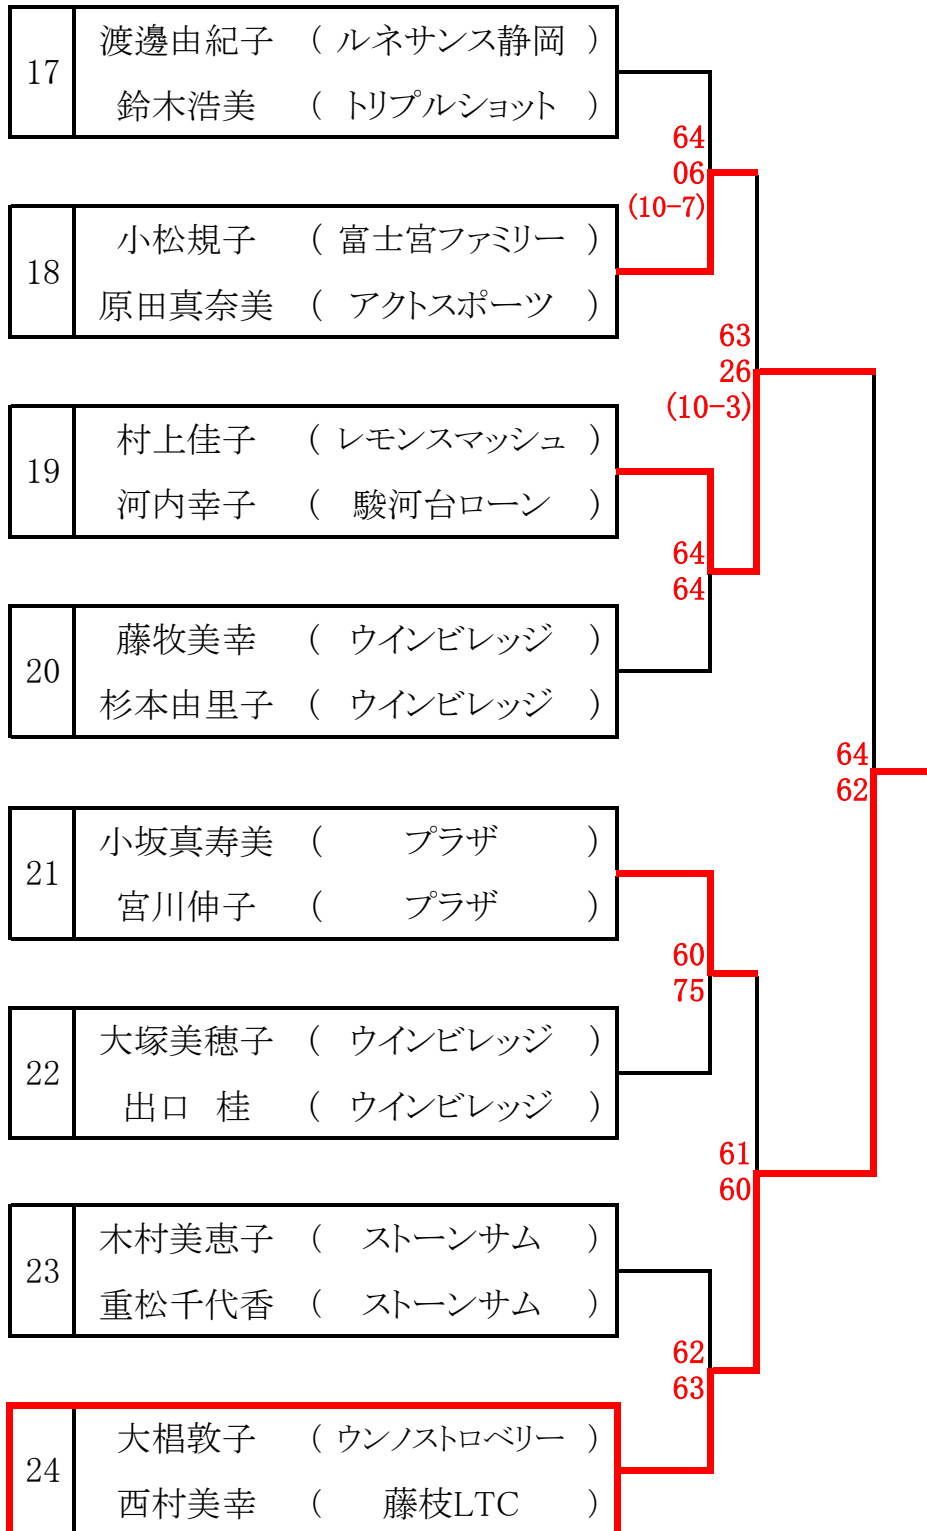 17
渡邊由紀子 ( ルネサンス静岡 )
鈴木浩美 ( トリプルショット )
64
06
(10-7)
18
小松規子 ( 富士宮ファミリー )
原田真奈美 ( アクトスポーツ )
63
26
(10-3)
19
村上佳子 ( レモンスマッシュ )
河内幸子 ( 駿河台ローン )
64
64
20
藤牧美幸 ( ウインビレッジ )
杉本由里子 ( ウインビレッジ )
64
62
21
小坂真寿美 ( プラザ )
宮川伸子 ( プラザ )
60
75
22
大塚美穂子 ( ウインビレッジ )
出口 桂 ( ウインビレッジ )
61
60
23
木村美恵子 ( ストーンサム )
重松千代香 ( ストーンサム )
62
63
24
大椙敦子 ( ウンノストロベリー )
西村美幸 ( 藤枝LTC )